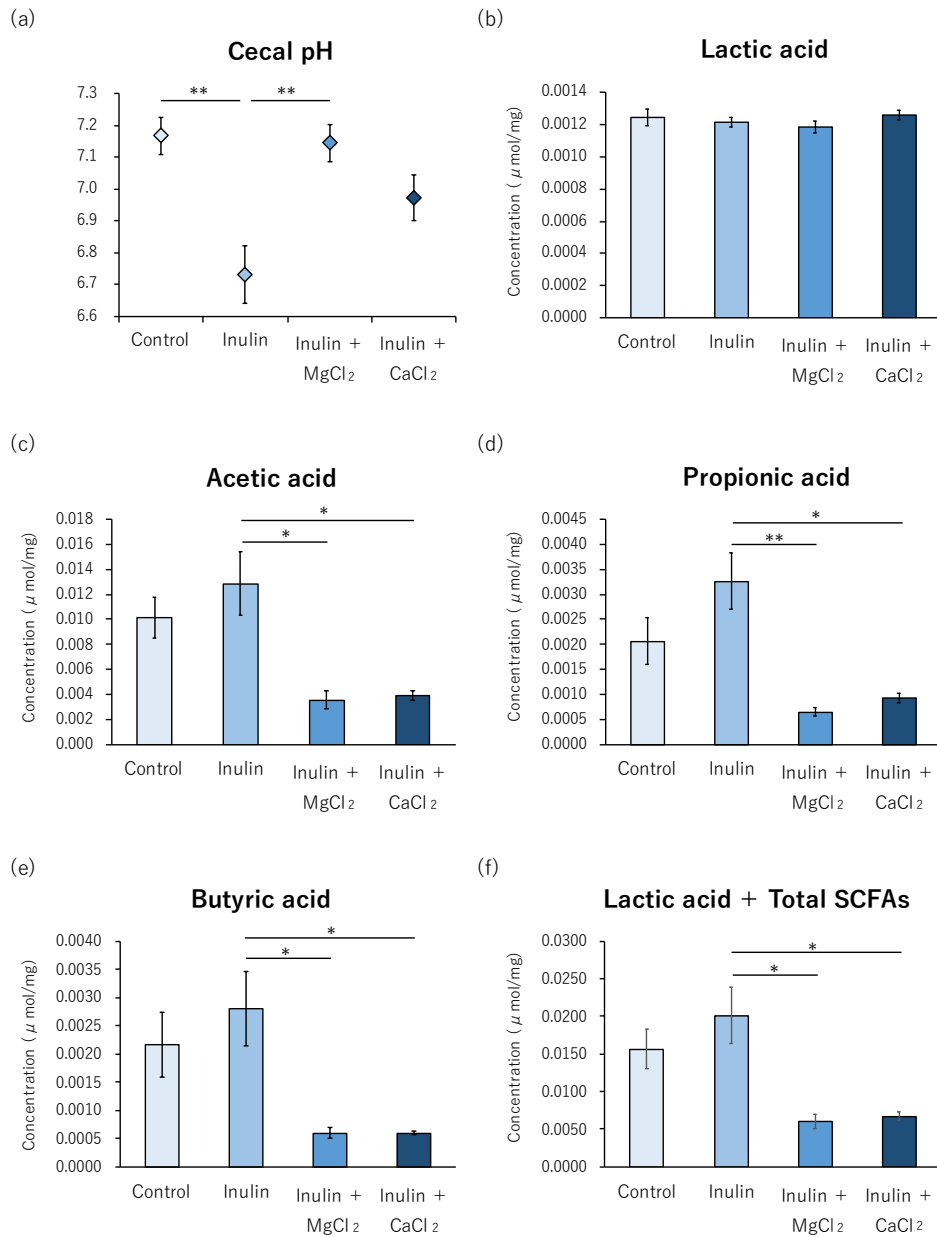 (a)
Cecal pH
** **
7.3
7.2
7.1
7.0
6.9
6.8
6.7
6.6
Control Inulin Inulin + Inulin +
MgCl₂ CaCl₂
(b)
Lactic acid
Concentration (μmol/mg)
0.0014
0.0012
0.0010
0.0008
0.0006
0.0004
0.0002
0.0000
Control Inulin Inulin + Inulin +
MgCl₂ CaCl₂
(c)
Acetic acid
Concentration (μmol/mg)
0.018
0.016
0.014
0.012
0.010
0.008
0.006
0.004
0.002
0.000
*
*
Control Inulin Inulin + Inulin +
MgCl₂ CaCl₂
(d)
Propionic acid
Concentration (μmol/mg)
0.0045
0.0040
0.0035
0.0030
0.0025
0.0020
0.0015
0.0010
0.0005
0.0000
*
**
Control Inulin Inulin + Inulin +
MgCl₂ CaCl₂
(e)
Butyric acid
Concentration (μmol/mg)
0.0040
0.0035
0.0030
0.0025
0.0020
0.0015
0.0010
0.0005
0.0000
*
*
Control Inulin Inulin + Inulin +
MgCl₂ CaCl₂
(f)
Lactic acid + Total SCFAs
Concentration (μmol/mg)
0.0300
0.0250
0.0200
0.0150
0.0100
0.0050
0.0000
*
*
Control Inulin Inulin + Inulin +
MgCl₂ CaCl₂